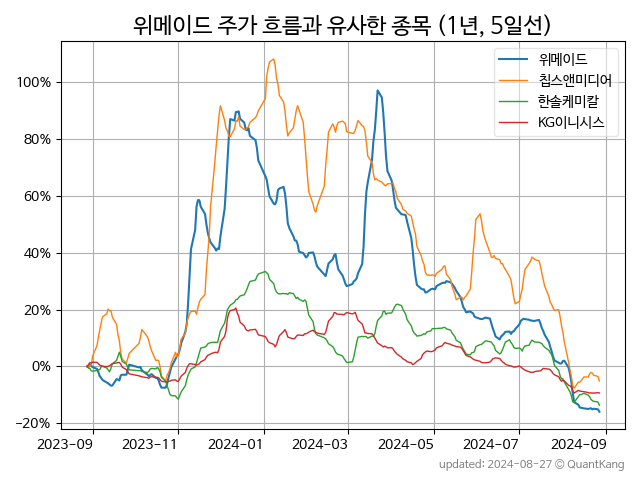 위메이드 주가 흐름과 유사한 종목 (1년, 5일선)
위메이드
칩스앤미디어
한솔케미칼
KG이니시스
100%
80%
60%
40%
20%
0%
−20%
2023-09
2023-11
2024-01
2024-03
2024-05
2024-07
2024-09
updated: 2024-08-27 © QuantKang